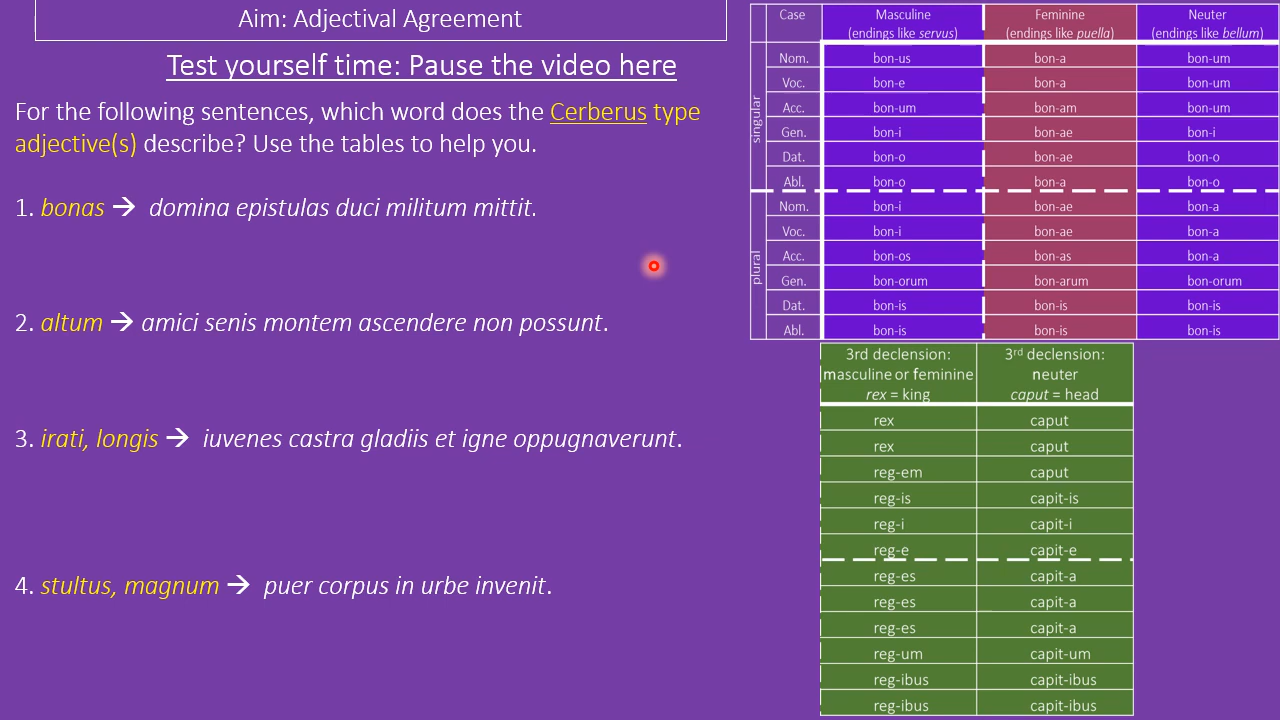 Aim: Adjectival Agreement
Test yourself time: Pause the video here
For the following sentences, which word does the Cerberus type
adjective(s) describe? Use the tables to help you.
1. bonas → domina epistulas duci militum mittit.
2. altum → amici senis montem ascendere non possunt.
3. irati, longis → iuvenes castra gladiis et igne oppugnaverunt.
4. stultus, magnum → puer corpus in urbe invenit.
Case Masculine Feminine Neuter
(endings like servus) (endings like puella) (endings like bellum)
singular
Nom. bon-us bon-a bon-um
Voc. bon-e bon-a bon-um
Acc. bon-um bon-am bon-um
Gen. bon-i bon-ae bon-i
Dat. bon-o bon-ae bon-o
Abl. bon-o bon-a bon-o
plural
Nom. bon-i bon-ae bon-a
Voc. bon-i bon-ae bon-a
Acc. bon-os bon-as bon-a
Gen. bon-orum bon-arum bon-orum
Dat. bon-is bon-is bon-is
Abl. bon-is bon-is bon-is
3rd declension: 3rd declension:
masculine or feminine neuter
rex = king caput = head
rex caput
rex caput
reg-em caput
reg-is capit-is
reg-i capit-i
reg-e capit-e
reg-es capit-a
reg-es capit-a
reg-es capit-a
reg-um capit-um
reg-ibus capit-ibus
reg-ibus capit-ibus